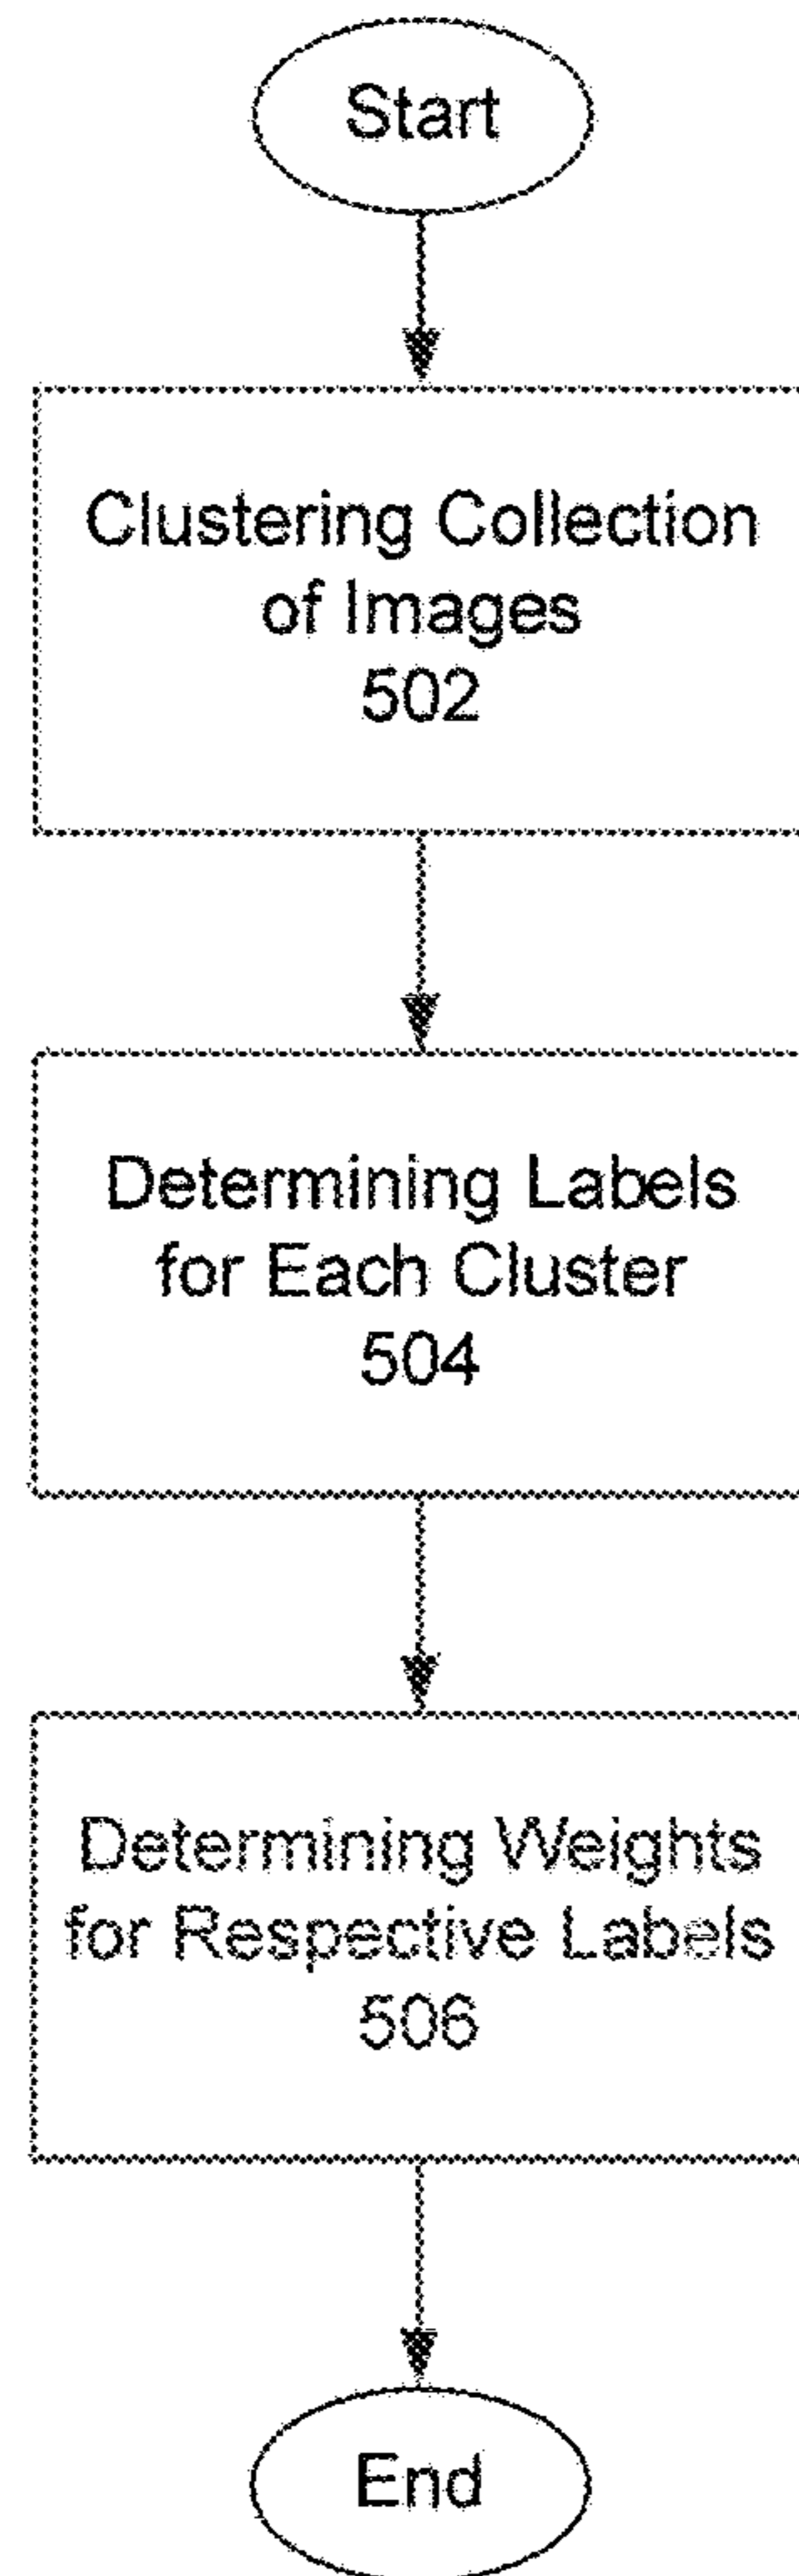 Start
Clustering Collection
of Images
502
Determining Labels
for Each Cluster
504
Determining Weights
for Respective Labels
506
End